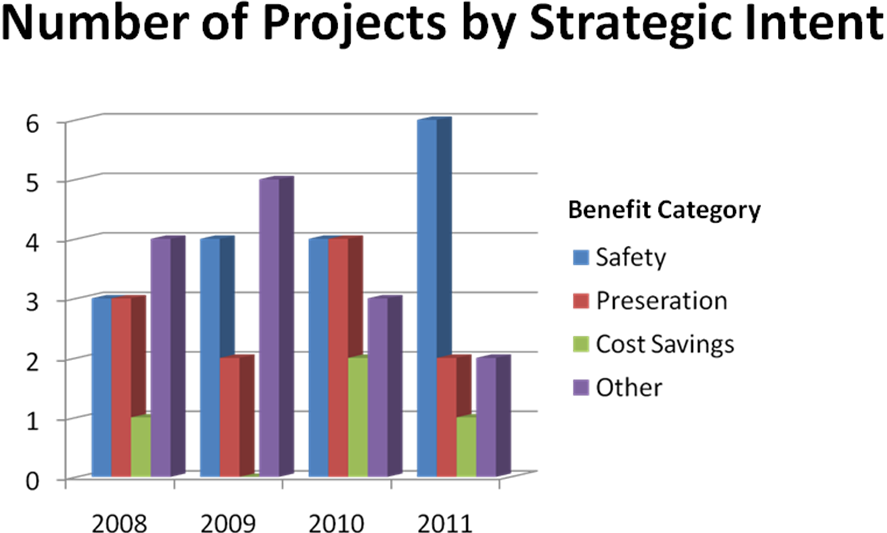 Number of Projects by Strategic Intent
6
5
4
3
2
1
0
2008 2009 2010 2011
Benefit Category
Safety
Preseration
Cost Savings
Other